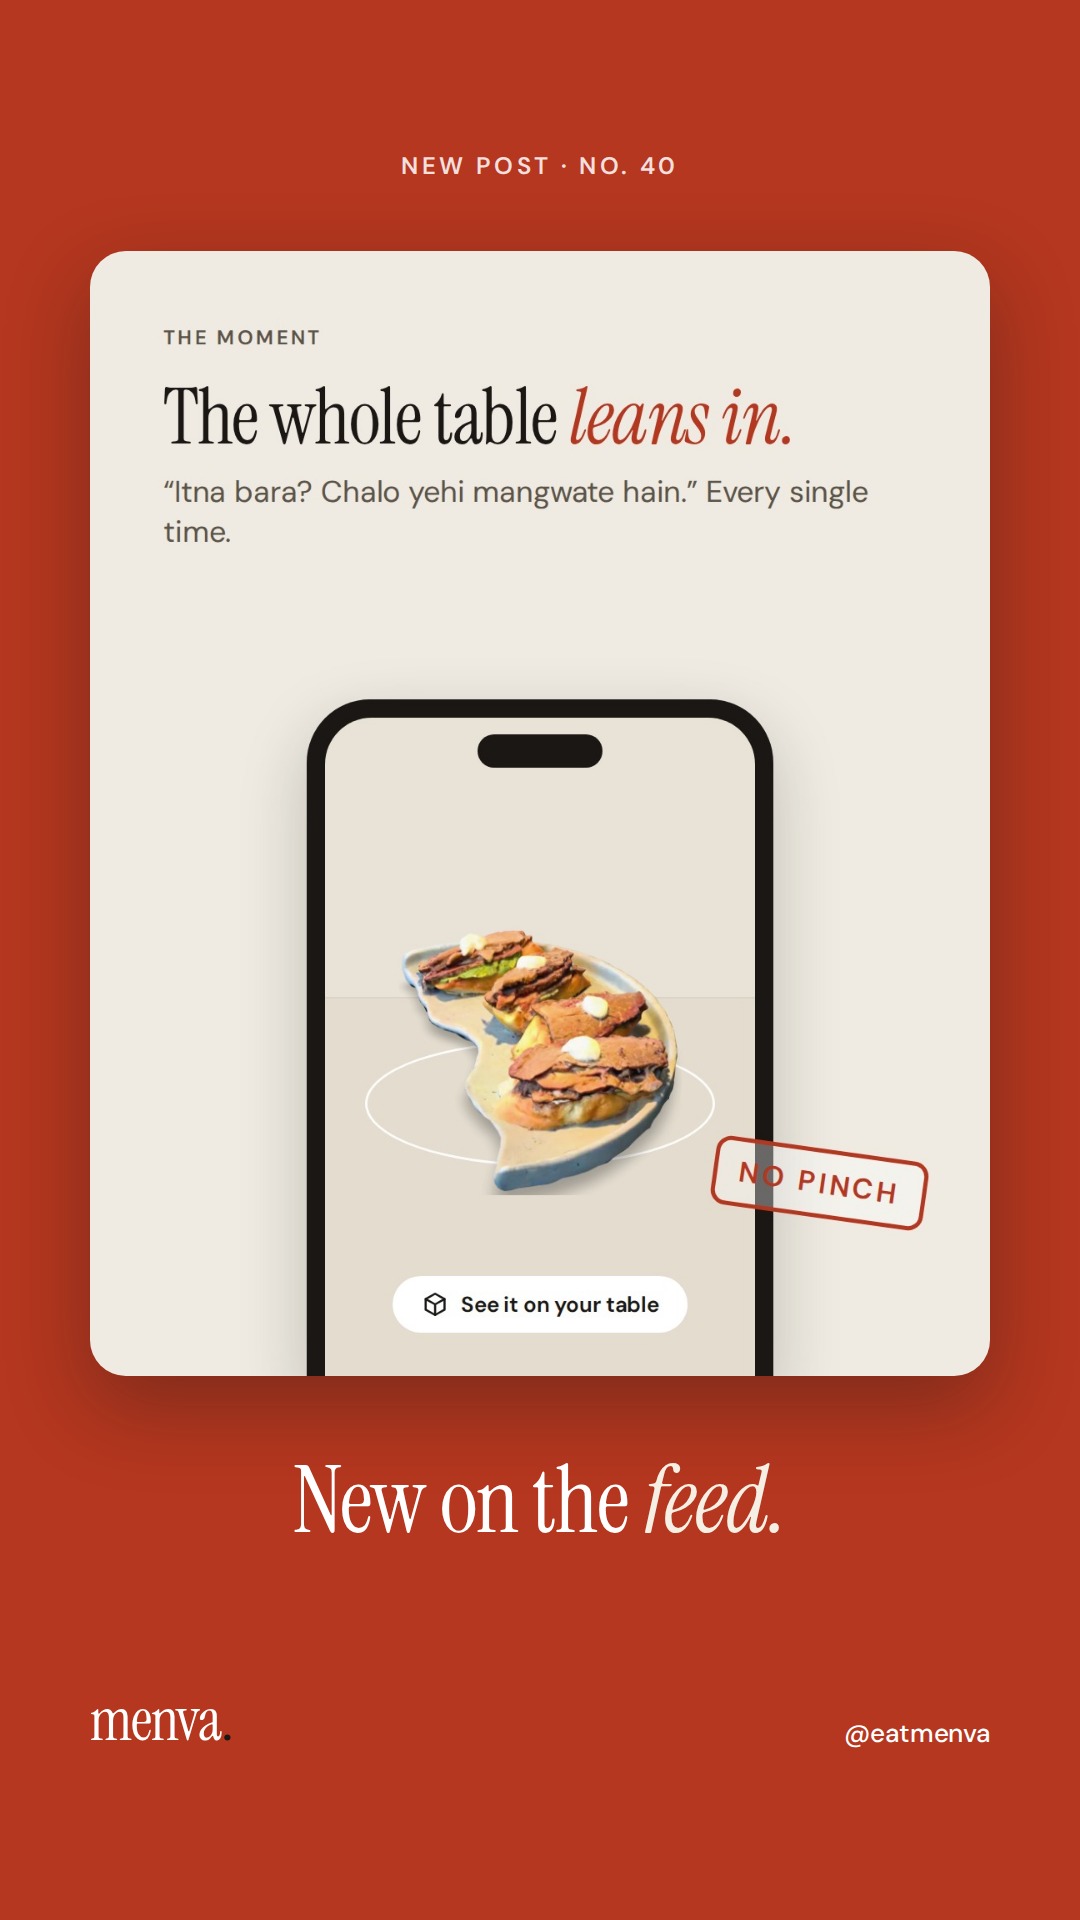 NEW POST · NO. 40
THE MOMENT
The whole table leans in.
“Itna bara? Chalo yehi mangwate hain.” Every single
time.
NO PINCH
See it on your table
New on the feed.
menva.
@eatmenva